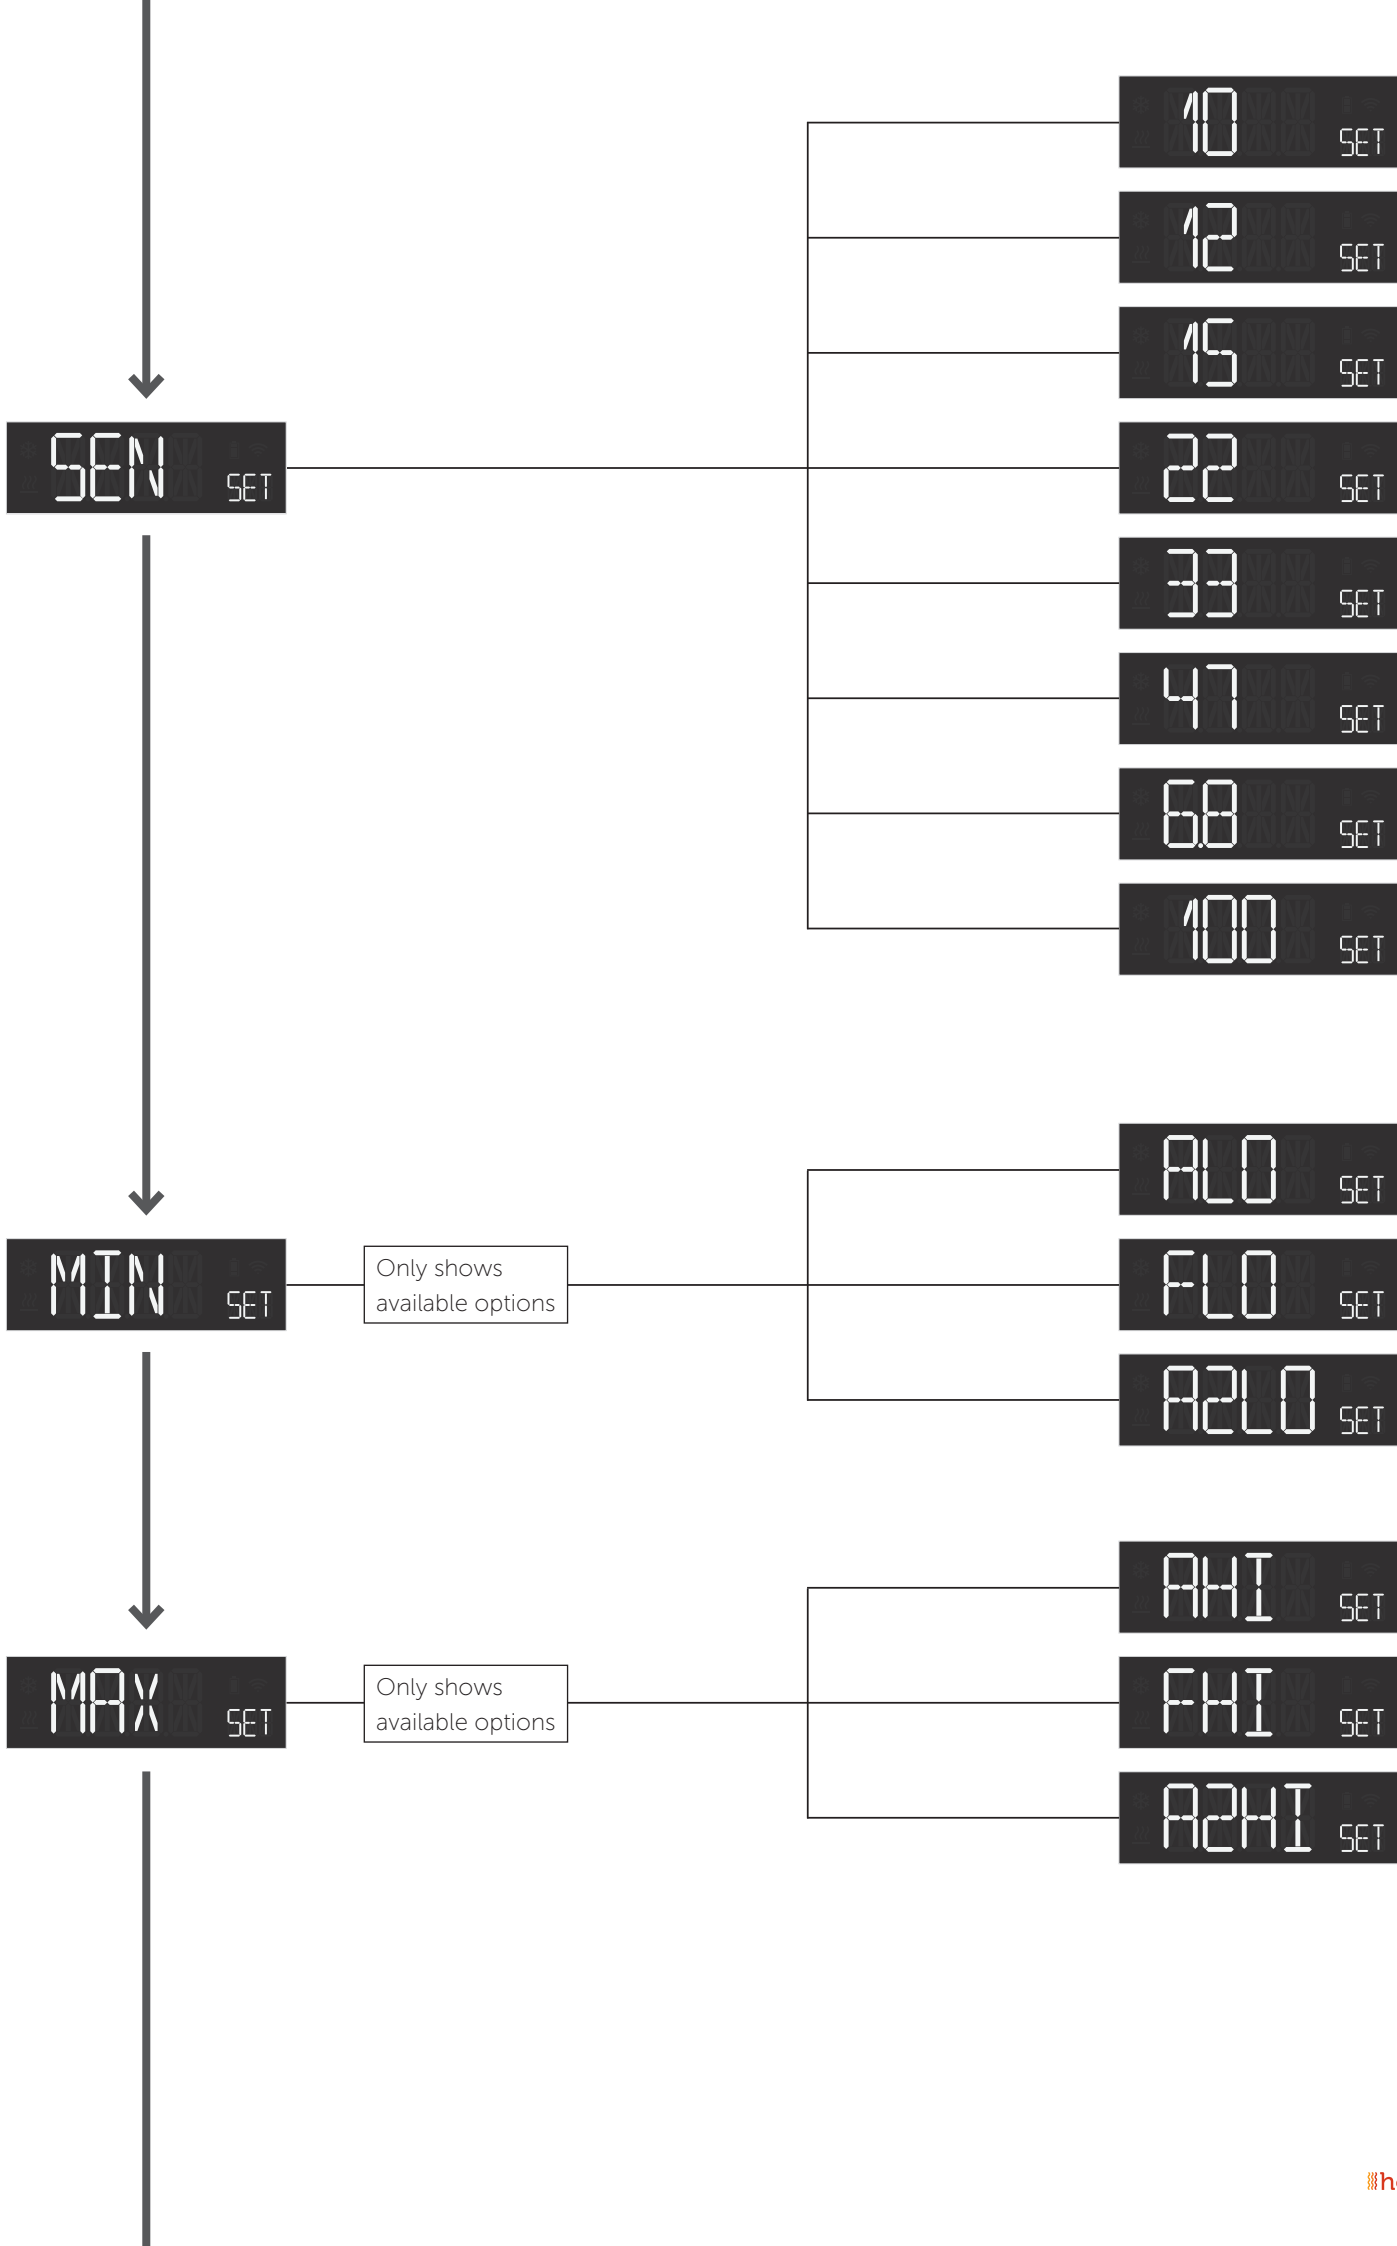 10 SET
12 SET
15 SET
SEN SET
22 SET
33 SET
47 SET
6.8 SET
100 SET
ALO SET
MIN SET
Only shows
available options
FLO SET
A2LO SET
AHI SET
MAX SET
Only shows
available options
FHI SET
A2HI SET